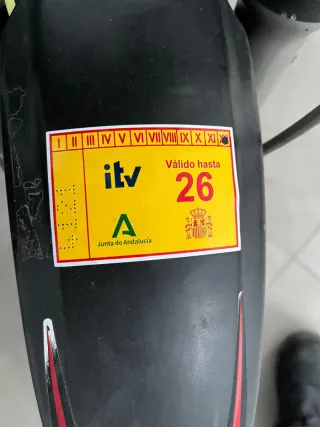 I II III IV V VI VII VIII IX X XI
itv
Válido hasta
26
Junta de Andalucía